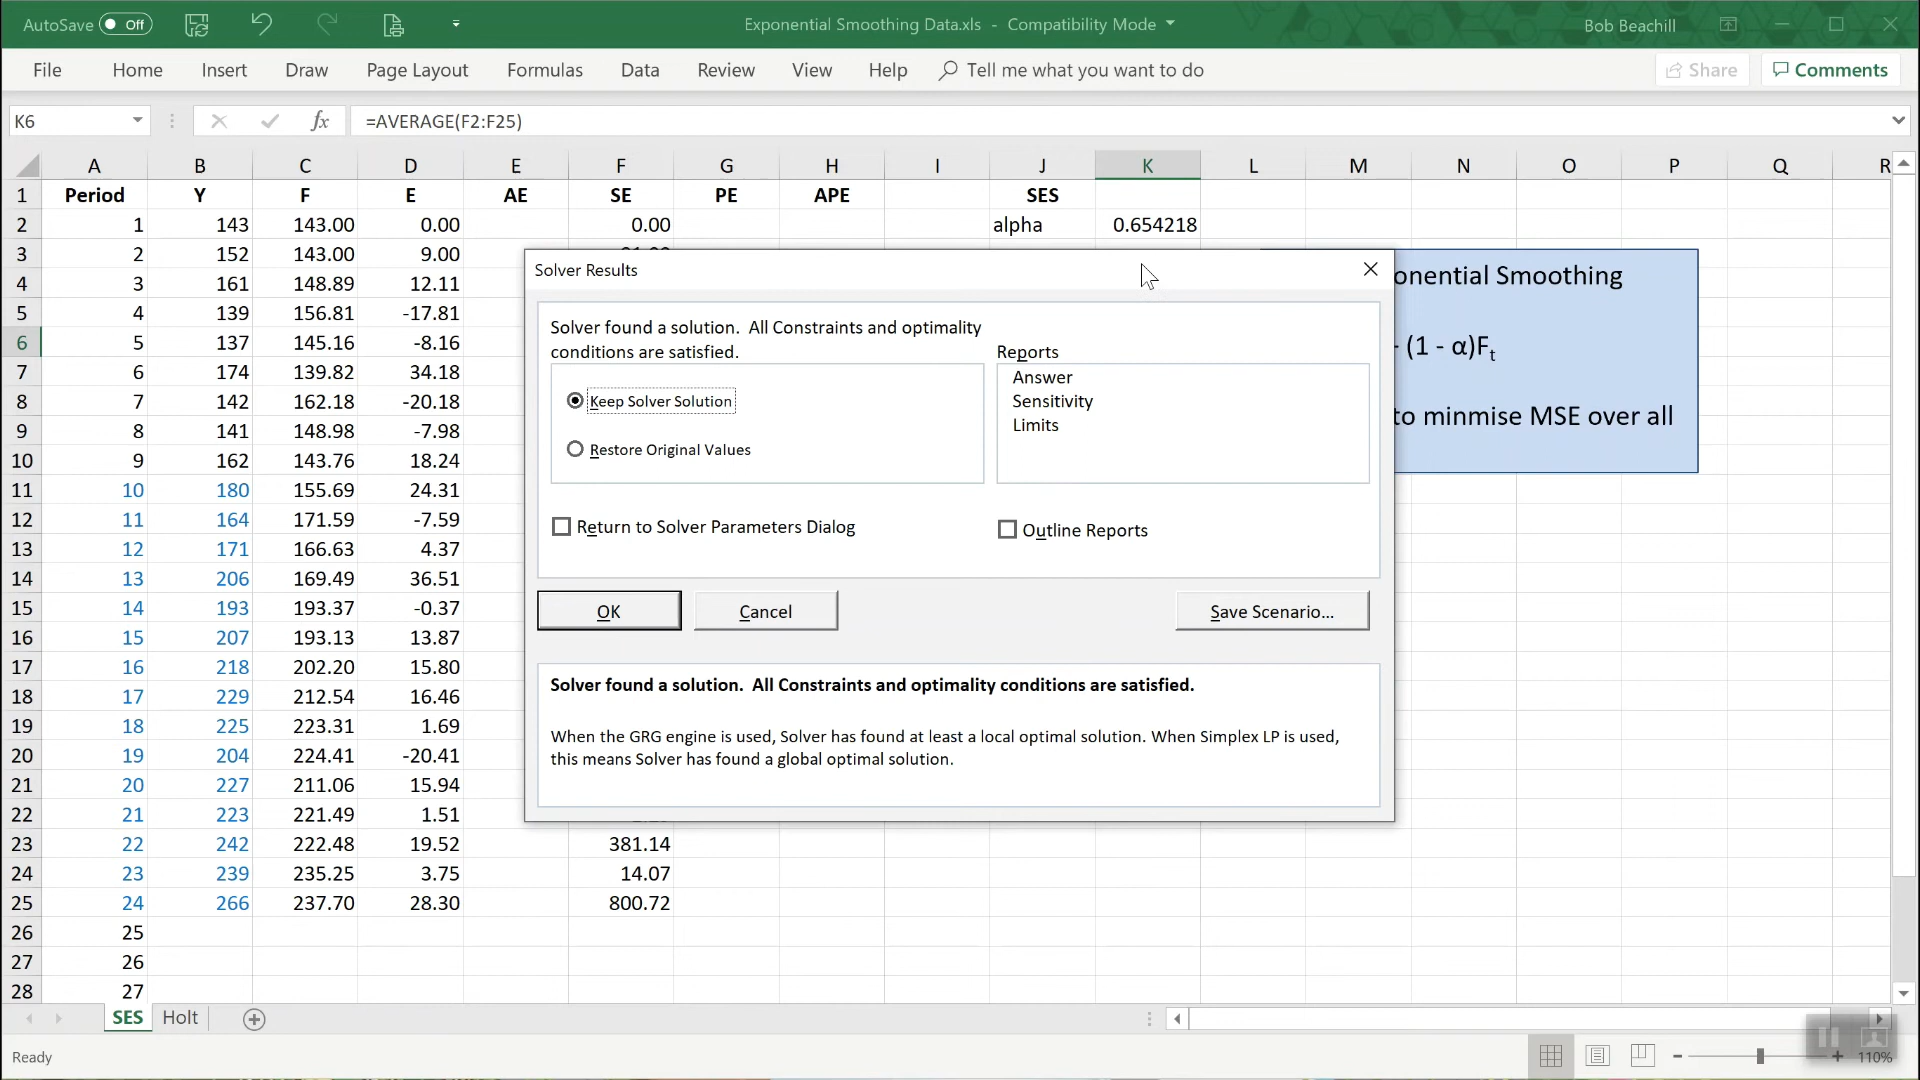 AutoSave Off Exponential Smoothing Data.xls - Compatibility Mode Bob Beachill
File Home Insert Draw Page Layout Formulas Data Review View Help Tell me what you want to do Share Comments
K6 fx =AVERAGE(F2:F25)
A B C D E F G H I J K L M N O P Q R
1 Period Y F E AE SE PE APE SES
2 1 143 143.00 0.00 0.00 alpha 0.654218
3 2 152 143.00 9.00
4 3 161 148.89 12.11
5 4 139 156.81 -17.81
6 5 137 145.16 -8.16
7 6 174 139.82 34.18
8 7 142 162.18 -20.18
9 8 141 148.98 -7.98
10 9 162 143.76 18.24
11 10 180 155.69 24.31
12 11 164 171.59 -7.59
13 12 171 166.63 4.37
14 13 206 169.49 36.51
15 14 193 193.37 -0.37
16 15 207 193.13 13.87
17 16 218 202.20 15.80
18 17 229 212.54 16.46
19 18 225 223.31 1.69
20 19 204 224.41 -20.41
21 20 227 211.06 15.94
22 21 223 221.49 1.51
23 22 242 222.48 19.52 381.14
24 23 239 235.25 3.75 14.07
25 24 266 237.70 28.30 800.72
26 25
27 26
28 27
Solver Results
Solver found a solution. All Constraints and optimality
conditions are satisfied.
Keep Solver Solution
Restore Original Values
Reports
Answer
Sensitivity
Limits
Return to Solver Parameters Dialog
Outline Reports
OK Cancel Save Scenario...
Solver found a solution. All Constraints and optimality conditions are satisfied.
When the GRG engine is used, Solver has found at least a local optimal solution. When Simplex LP is used,
this means Solver has found a global optimal solution.
onential Smoothing
- (1 - α)Ft
to minmise MSE over all
SES Holt
Ready 110%